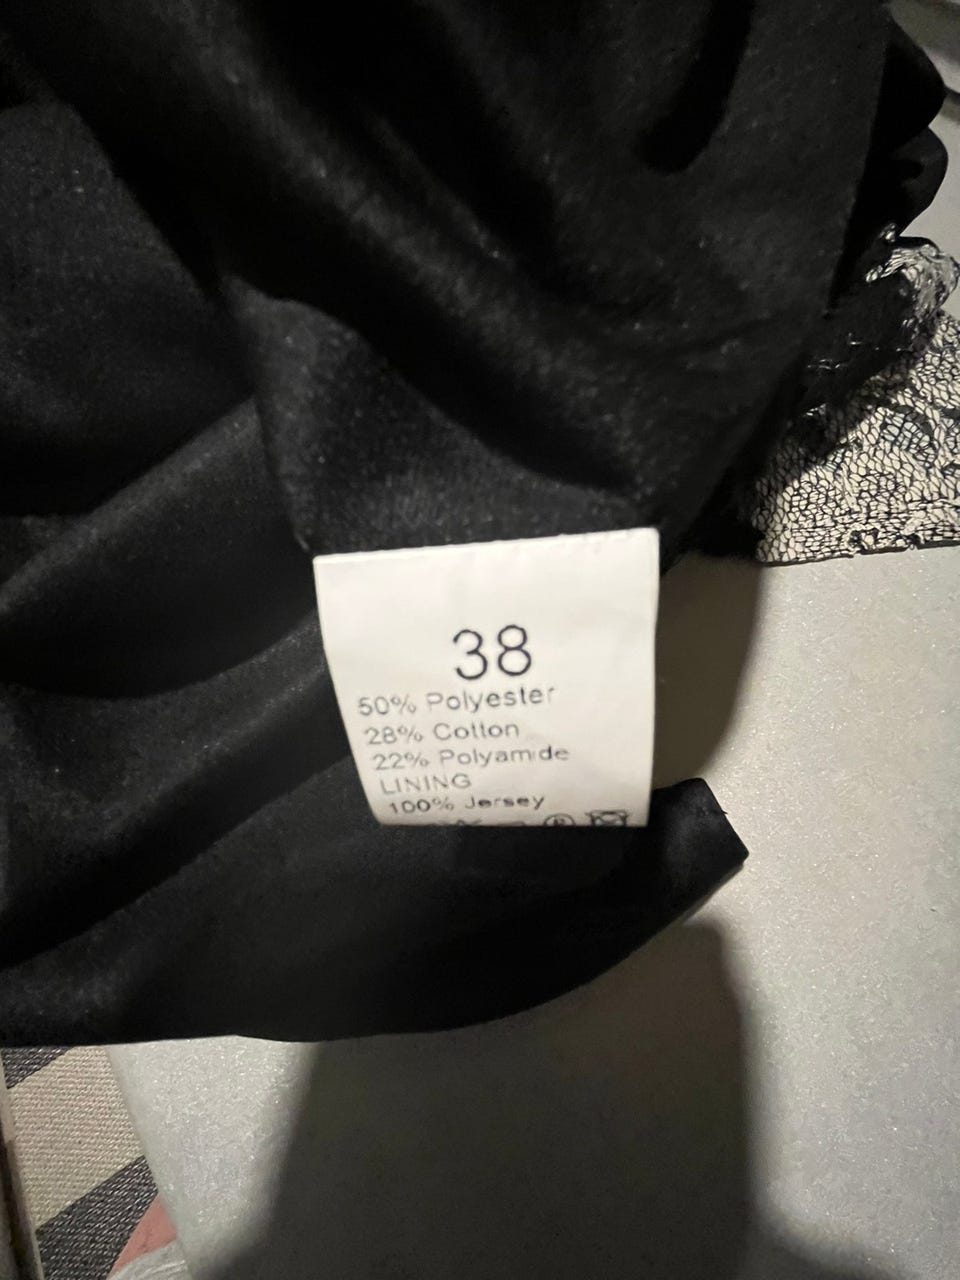 38
50% Polyester
28% Cotton
22% Polyamide
LINING
100% Jersey